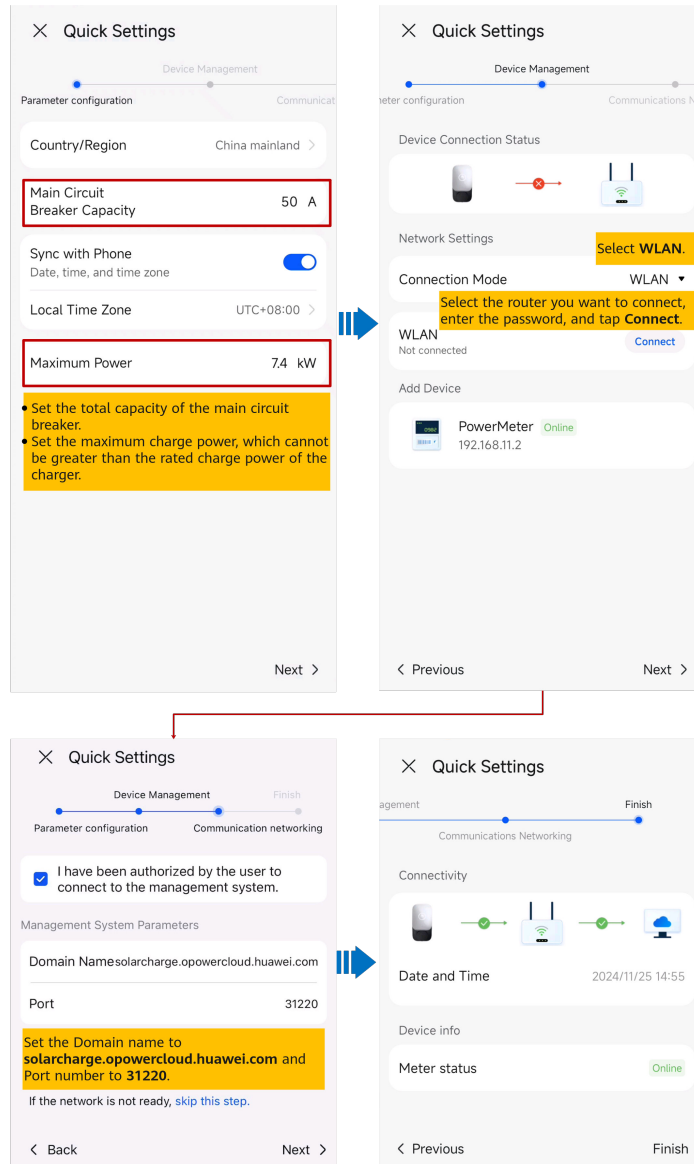 Quick Settings
Device Management
Parameter configuration
Communicat
Country/Region
China mainland >
Main Circuit
Breaker Capacity
50 A
Sync with Phone
Date, time, and time zone
Local Time Zone
UTC+08:00 >
Maximum Power
7.4 kW
• Set the total capacity of the main circuit
breaker.
• Set the maximum charge power, which cannot
be greater than the rated charge power of the
charger.
Next >
Quick Settings
Device Management
neter configuration
Communications N
Device Connection Status
Network Settings
Select WLAN.
Connection Mode
WLAN
Select the router you want to connect,
enter the password, and tap Connect.
WLAN
Not connected
Connect
Add Device
PowerMeter
Online
192.168.11.2
< Previous
Next >
Quick Settings
Device Management
Finish
Parameter configuration
Communication networking
I have been authorized by the user to
connect to the management system.
Management System Parameters
Domain Name solarcharge.opowercloud.huawei.com
Port
31220
Set the Domain name to
solarcharge.opowercloud.huawei.com and
Port number to 31220.
If the network is not ready, skip this step.
< Back
Next >
Quick Settings
agement
Finish
Communications Networking
Connectivity
Date and Time
2024/11/25 14:55
Device info
Meter status
Online
< Previous
Finish